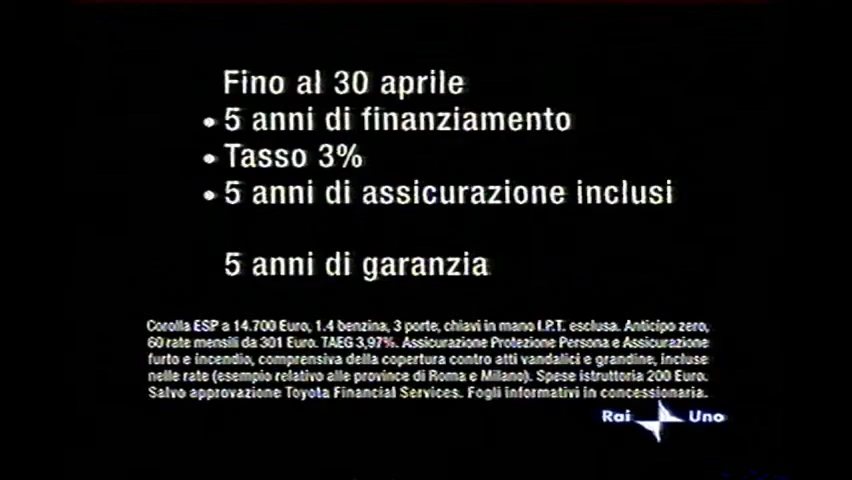 Fino al 30 aprile
• 5 anni di finanziamento
• Tasso 3%
• 5 anni di assicurazione inclusi
5 anni di garanzia
Corolla ESP a 14.700 Euro, 1.4 benzina, 3 porte, chiavi in mano I.P.T. esclusa. Anticipo zero,
60 rate mensili da 301 Euro. TAEG 3,97%. Assicurazione Protezione Persona e Assicurazione
furto e incendio, comprensiva della copertura contro atti vandalici e grandine, incluse
nelle rate (esempio relativo alle province di Roma e Milano). Spese istruttoria 200 Euro.
Salvo approvazione Toyota Financial Services. Fogli informativi in concessionaria.
Rai Uno